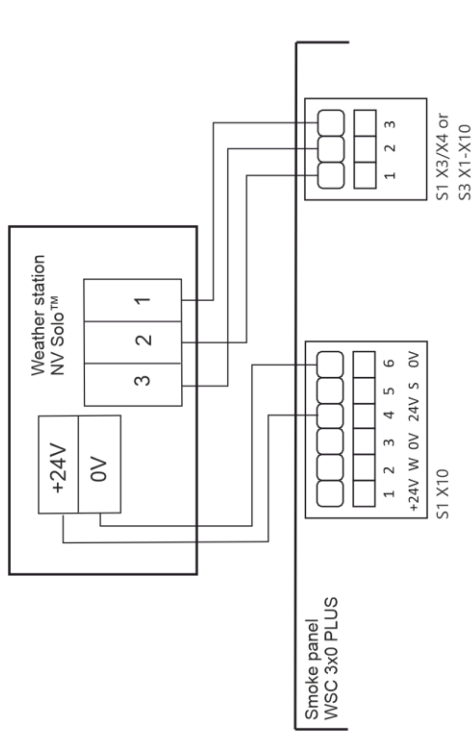 Weather station
NV Solo™
+24V
0V
3 2 1
1 2 3
S1 X3/X4 or
S3 X1-X10
1 2 3 4 5 6
+24V W 0V 24V S 0V
S1 X10
Smoke panel
WSC 3x0 PLUS